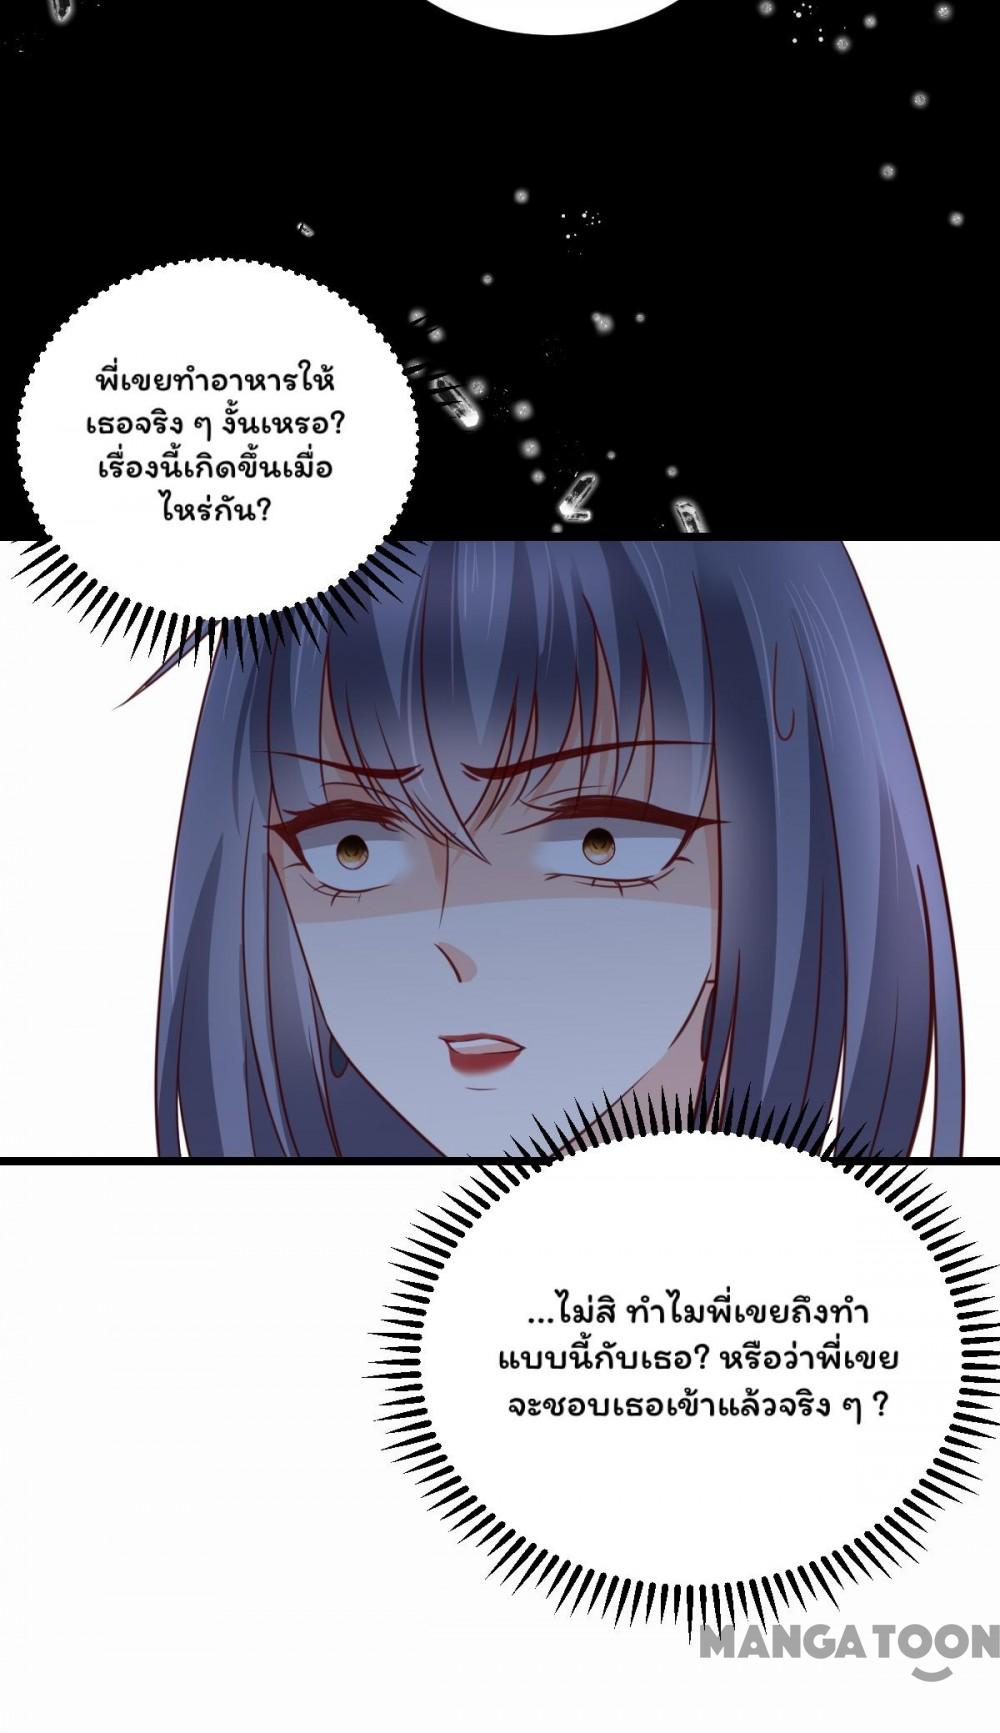 พี่เขยทำอาหารให้
เธอจริง ๆ งั้นเหรอ?
เรื่องนี้เกิดขึ้นเมื่อ
ไหร่กัน?
...ไม่สิ ทำไมพี่เขยถึงทำ
แบบนี้กับเธอ? หรือว่าพี่เขย
จะชอบเธอเข้าแล้วจริง ๆ ?
MANGATOON